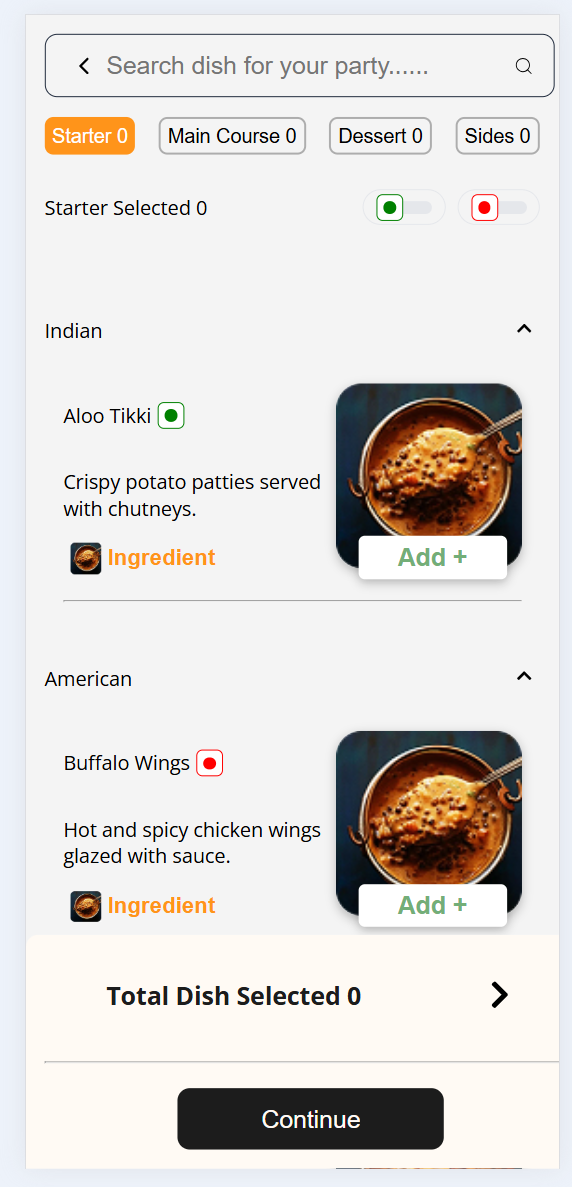 Search dish for your party......
Starter 0
Main Course 0
Dessert 0
Sides 0
Starter Selected 0
Indian
Aloo Tikki
Crispy potato patties served
with chutneys.
Ingredient
Add +
American
Buffalo Wings
Hot and spicy chicken wings
glazed with sauce.
Ingredient
Add +
Total Dish Selected 0
Continue